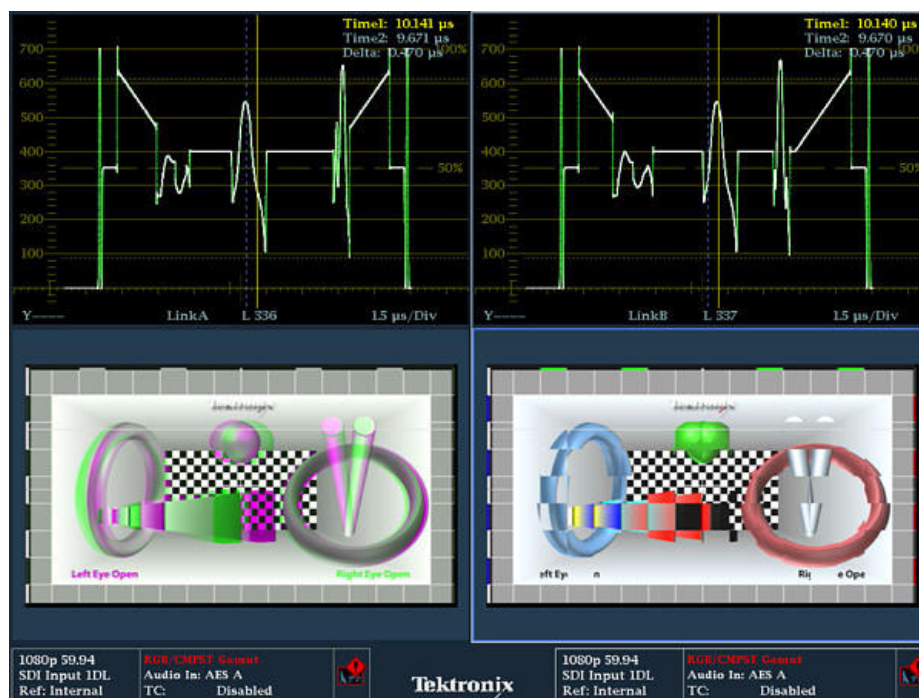 Time1: 10.141 µs
Time2: 9.671 µs
Delta: 0.470 µs
100%
700
600
500
400
50%
300
200
100
Y----
LinkA
L 336
1.5 µs/Div
Time1: 10.140 µs
Time2: 9.670 µs
Delta: 0.470 µs
100%
700
600
500
400
50%
300
200
100
Y----
LinkB
L 337
1.5 µs/Div
Left Eye Open
Right Eye Open
1080p 59.94
SDI Input 1DL
Ref: Internal
RGB/CMPST Gamut
Audio In: AES A
TC: Disabled
Tektronix
1080p 59.94
SDI Input 1DL
Ref: Internal
RGB/CMPST Gamut
Audio In: AES A
TC: Disabled